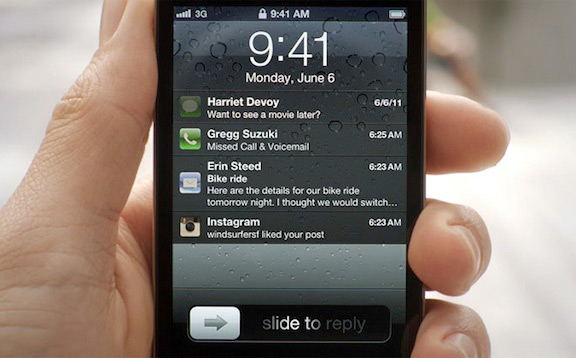 3G 9:41 AM
9:41
Monday, June 6
Harriet Devoy 6/6/11
Want to see a movie later?
Gregg Suzuki 6:25 AM
Missed Call & Voicemail
Erin Steed 6:23 AM
Bike ride
Here are the details for our bike ride
tomorrow night. I thought we would switch...
Instagram 6:23 AM
windsurfersf liked your post
slide to reply